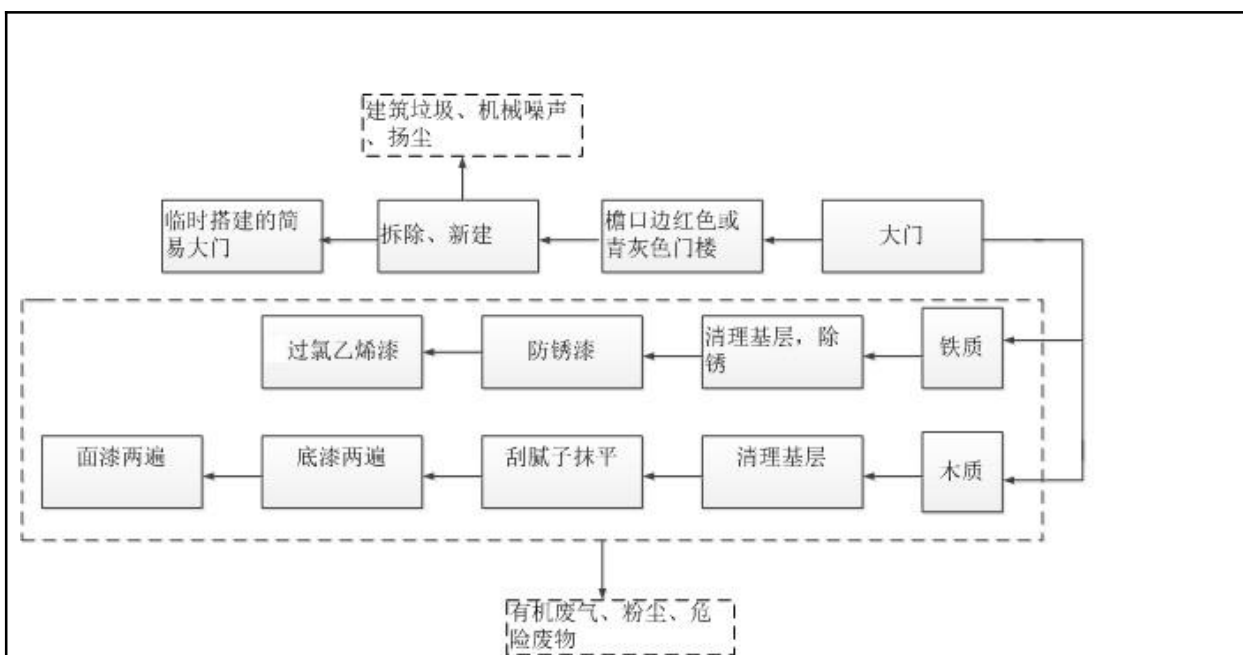 建筑垃圾、机械噪声
、扬尘
临时搭建的简
易大门
拆除、新建
檐口边红色或
青灰色门楼
大门
过氯乙烯漆
防锈漆
清理基层，除
锈
铁质
面漆两遍
底漆两遍
刮腻子抹平
清理基层
木质
有机废气、粉尘、危
险废物